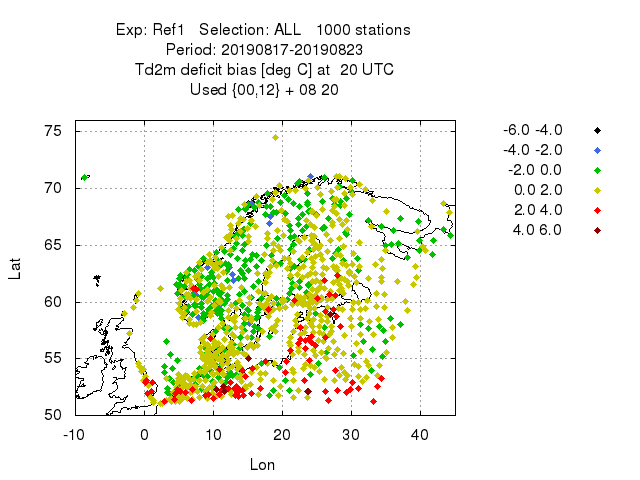 Exp: Ref1 Selection: ALL 1000 stations
Period: 20190817-20190823
Td2m deficit bias [deg C] at 20 UTC
Used {00,12} + 08 20
-6.0 -4.0
-4.0 -2.0
-2.0 0.0
0.0 2.0
2.0 4.0
4.0 6.0
75
70
65
60
55
50
Lat
-10 0 10 20 30 40
Lon